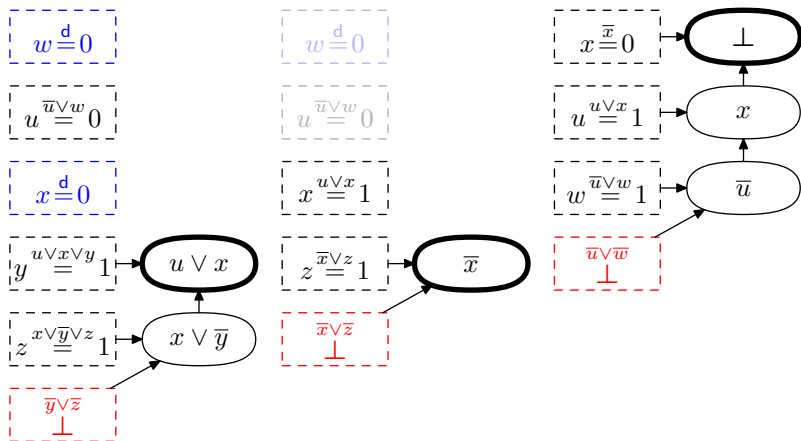 w =^d 0
u =^{u̅∨w} 0
x =^d 0
y =^{u∨x∨y} 1
u ∨ x
z =^{x∨y̅∨z} 1
x ∨ y̅
y̅∨z̅
⊥
w =^d 0
u =^{u̅∨w} 0
x =^{u∨x} 1
z =^{x̅∨z} 1
x̅
x̅∨z̅
⊥
x =^{x̅} 0
⊥
u =^{u∨x} 1
x
w =^{u̅∨w} 1
u̅
u̅∨w̅
⊥